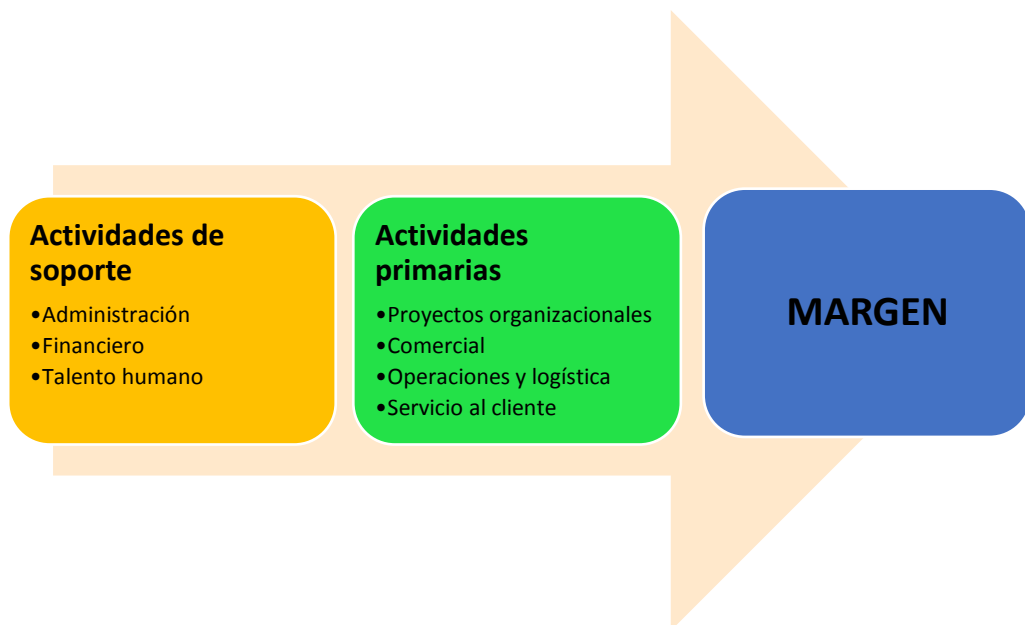 Actividades de
soporte
•Administración
•Financiero
•Talento humano
Actividades
primarias
•Proyectos organizacionales
•Comercial
•Operaciones y logística
•Servicio al cliente
MARGEN